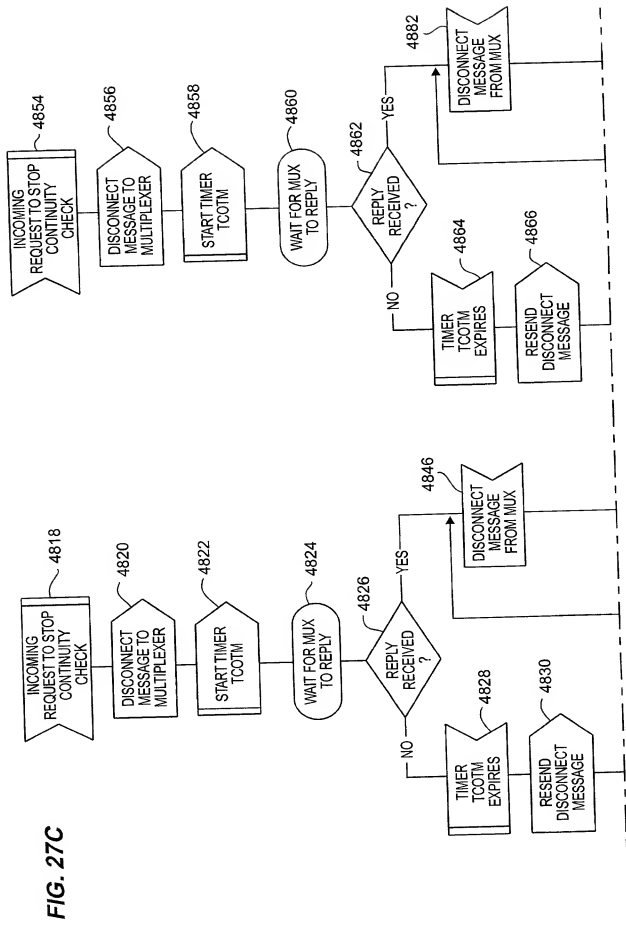 FIG. 27C
INCOMING
REQUEST TO STOP
CONTINUITY
CHECK
4818
DISCONNECT
MESSAGE TO
MULTIPLEXER
4820
START TIMER
TCOTM
4822
WAIT FOR MUX
TO REPLY
4824
REPLY
RECEIVED
?
4826
NO
YES
TIMER
TCOTM
EXPIRES
4828
RESEND
DISCONNECT
MESSAGE
4830
DISCONNECT
MESSAGE
FROM MUX
4846
INCOMING
REQUEST TO STOP
CONTINUITY
CHECK
4854
DISCONNECT
MESSAGE TO
MULTIPLEXER
4856
START TIMER
TCOTM
4858
WAIT FOR MUX
TO REPLY
4860
REPLY
RECEIVED
?
4862
NO
YES
TIMER
TCOTM
EXPIRES
4864
RESEND
DISCONNECT
MESSAGE
4866
DISCONNECT
MESSAGE
FROM MUX
4882